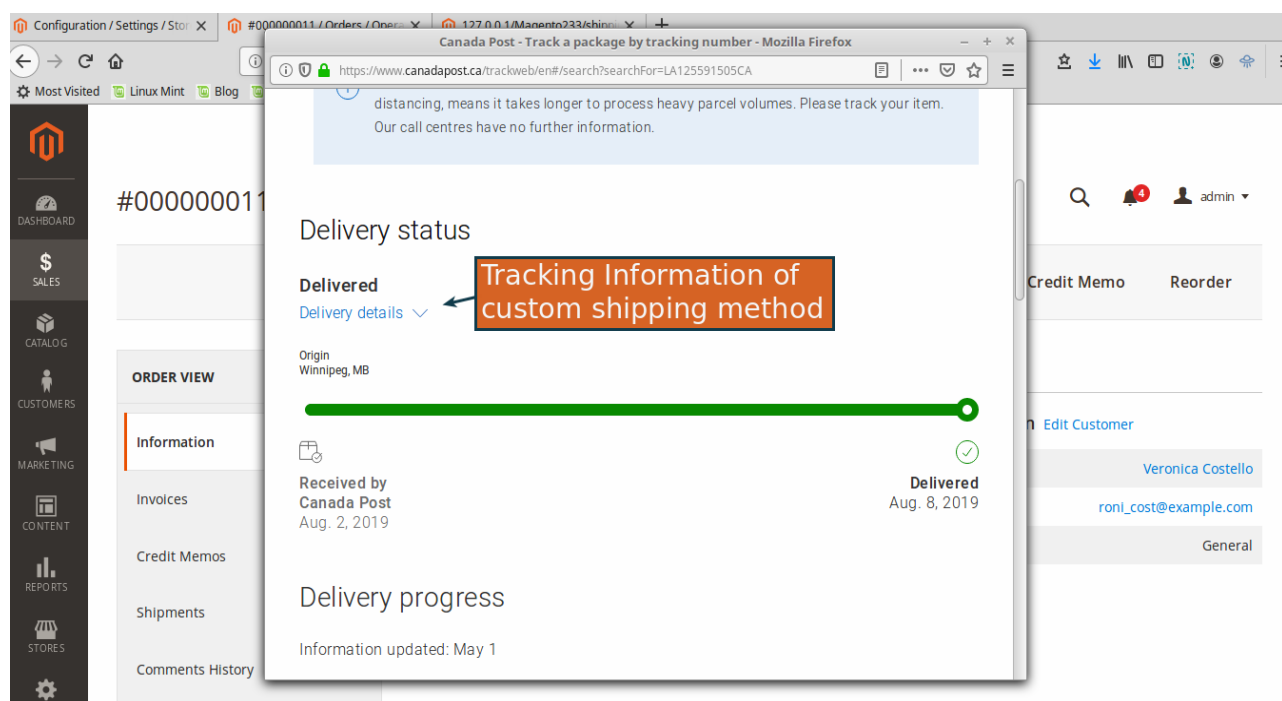 Configuration / Settings / Stor
#000000011 / Orders / Opera
127.0.0.1/Magento233/shippi
Canada Post - Track a package by tracking number - Mozilla Firefox
https://www.canadapost.ca/trackweb/en#/search?searchFor=LA125591505CA
Most Visited
Linux Mint
Blog
distancing, means it takes longer to process heavy parcel volumes. Please track your item.
Our call centres have no further information.
#000000011
4
admin
DASHBOARD
$
SALES
CATALOG
CUSTOMERS
MARKETING
CONTENT
REPORTS
STORES
Delivery status
Delivered
Delivery details
Tracking Information of
custom shipping method
Credit Memo
Reorder
Origin
Winnipeg, MB
ORDER VIEW
Information
Invoices
Credit Memos
Shipments
Comments History
Edit Customer
Veronica Costello
roni_cost@example.com
General
Received by
Canada Post
Aug. 2, 2019
Delivered
Aug. 8, 2019
Delivery progress
Information updated: May 1